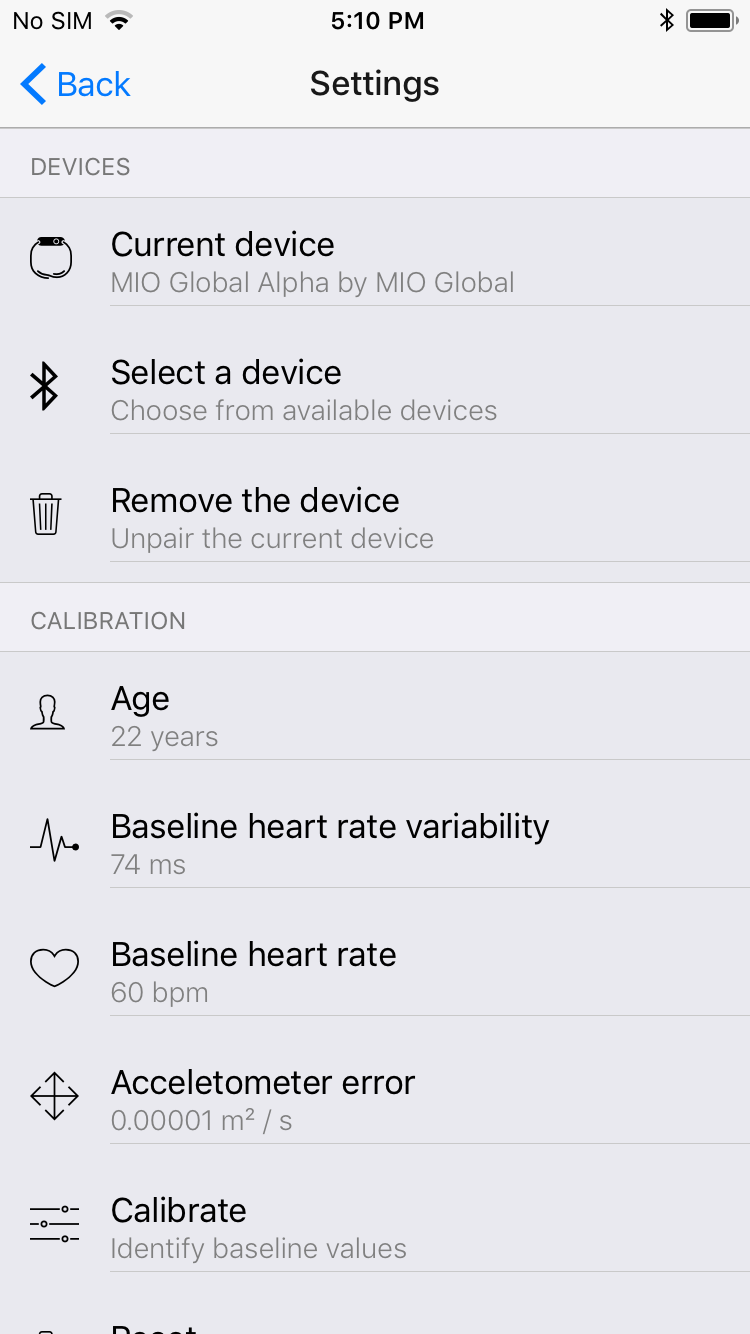 No SIM 5:10 PM
Back Settings
DEVICES
Current device
MIO Global Alpha by MIO Global
Select a device
Choose from available devices
Remove the device
Unpair the current device
CALIBRATION
Age
22 years
Baseline heart rate variability
74 ms
Baseline heart rate
60 bpm
Acceletometer error
0.00001 m² / s
Calibrate
Identify baseline values